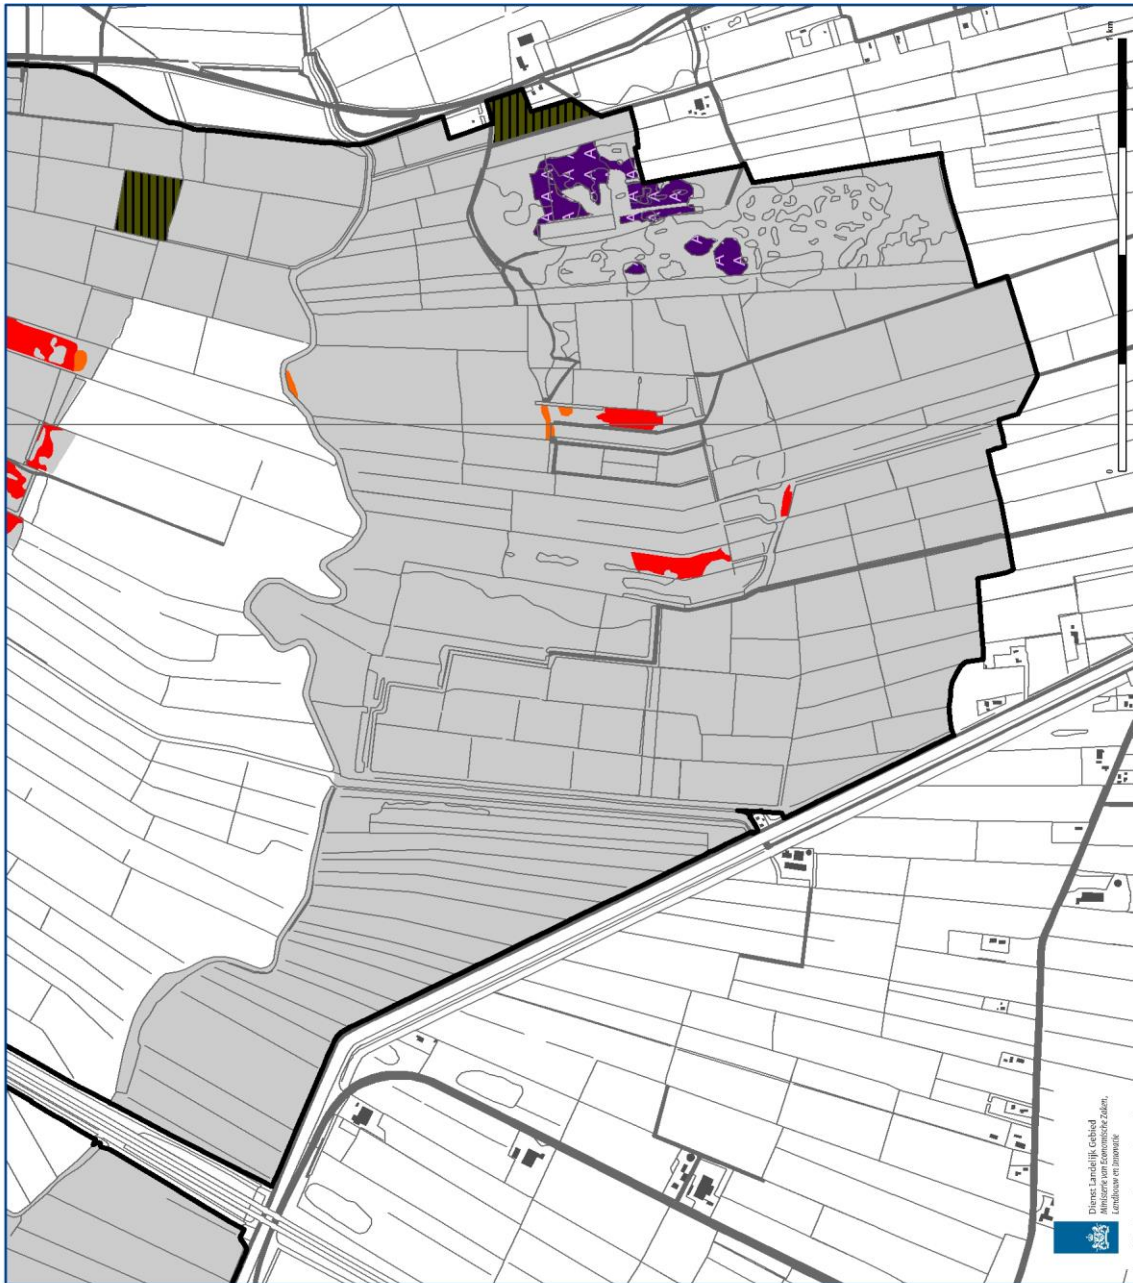 1 km
0
A A
A A
A A
A A
A A A
A A
A A A
A A
A
A
A A
Dienst Landelijk Gebied
Ministerie van Economische Zaken,
Landbouw en Innovatie